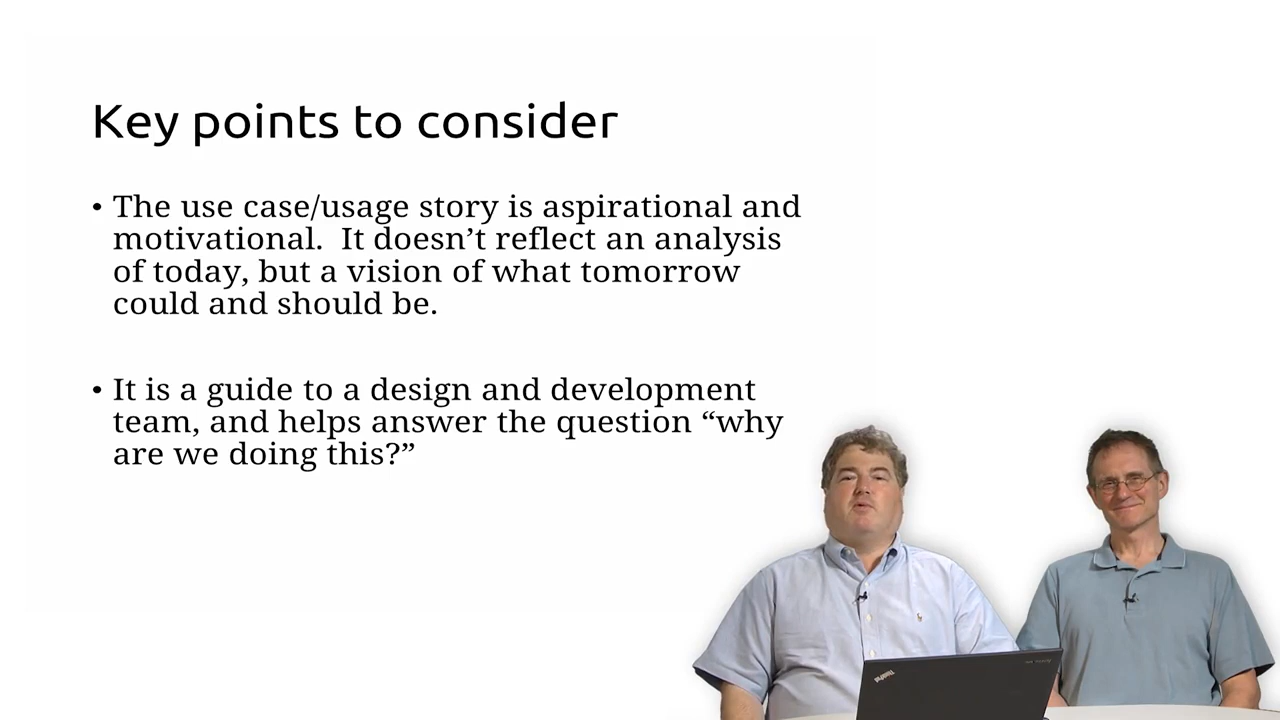 Key points to consider
• The use case/usage story is aspirational and
motivational.  It doesn’t reflect an analysis
of today, but a vision of what tomorrow
could and should be.
• It is a guide to a design and development
team, and helps answer the question “why
are we doing this?”
ThinkPad